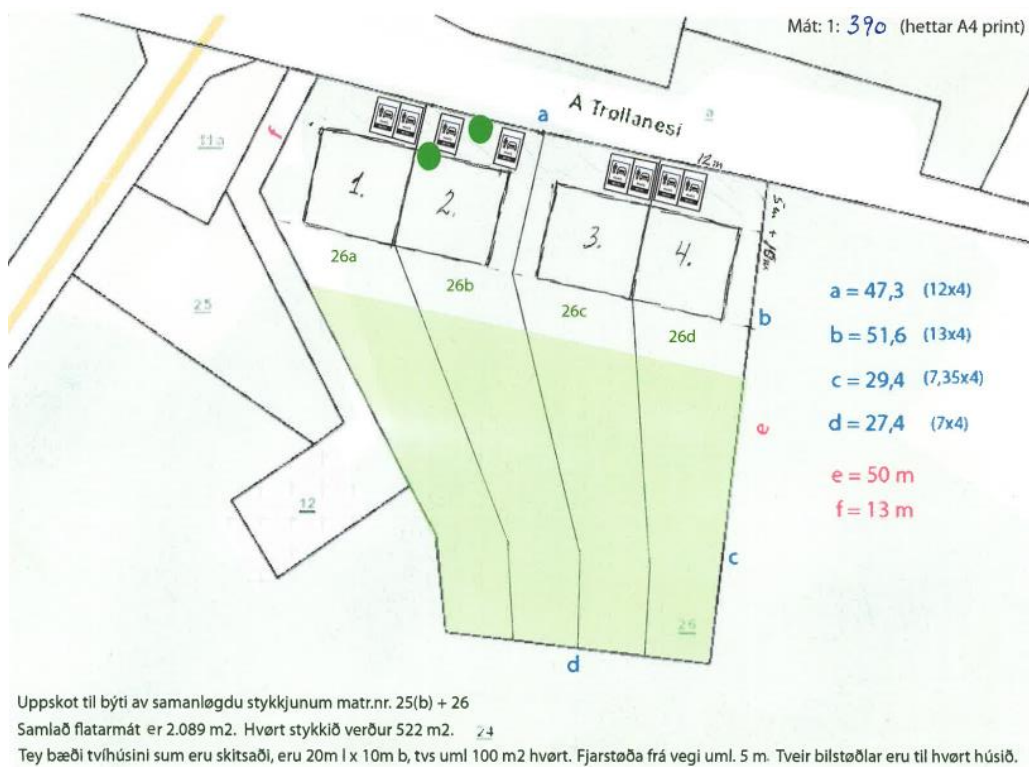 Mát: 1: 390 (hettar A4 print)
A Trøllanesi
a
a
f
11a
12m
5m + 10m
1.
2.
3.
4.
26a
26b
26c
26d
25
b
a = 47,3 (12x4)
b = 51,6 (13x4)
c = 29,4 (7,35x4)
d = 27,4 (7x4)
e
e = 50 m
f = 13 m
12
c
26
d
Uppskot til býti av samanløgdu stykkjunum matr.nr. 25(b) + 26
Samlað flatarmát er 2.089 m2. Hvørt stykkið verður 522 m2. 24
Tey bæði tvíhúsini sum eru skitsaði, eru 20m l x 10m b, tvs uml 100 m2 hvørt. Fjarstøða frá vegi uml. 5 m. Tveir bilstøðlar eru til hvørt húsið.